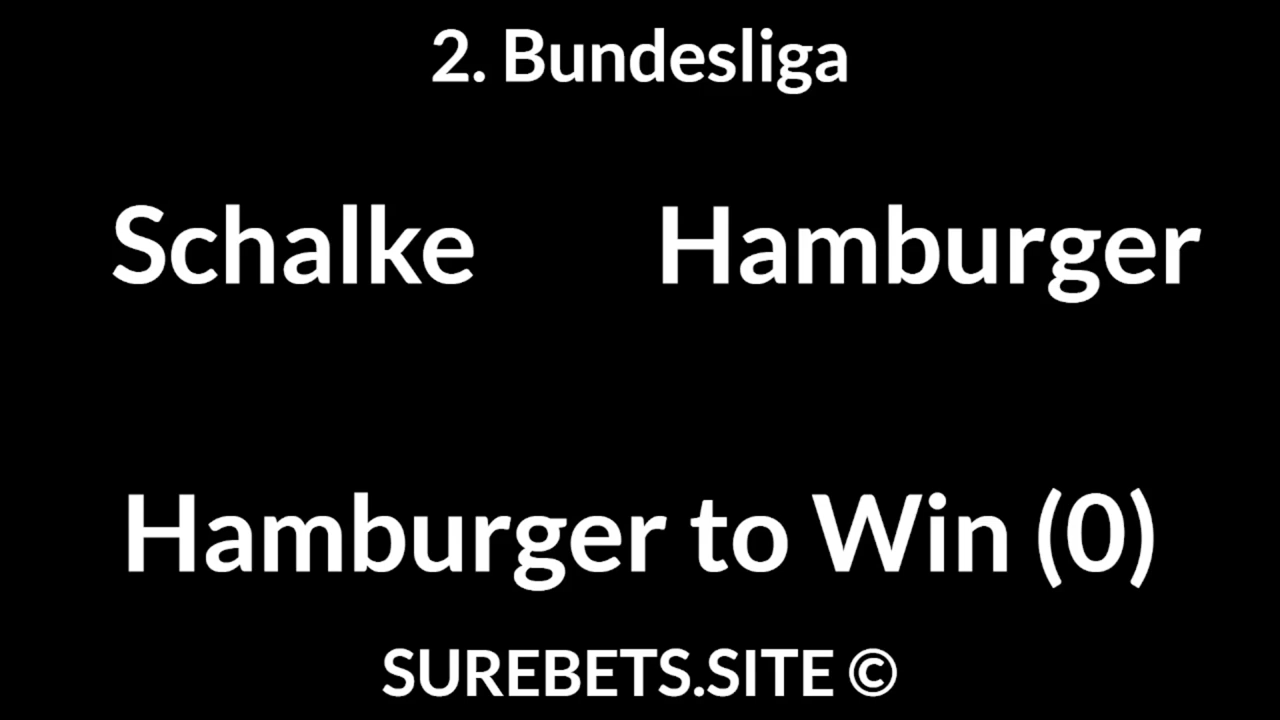 2. Bundesliga
Schalke Hamburger
Hamburger to Win (0)
SUREBETS.SITE ©